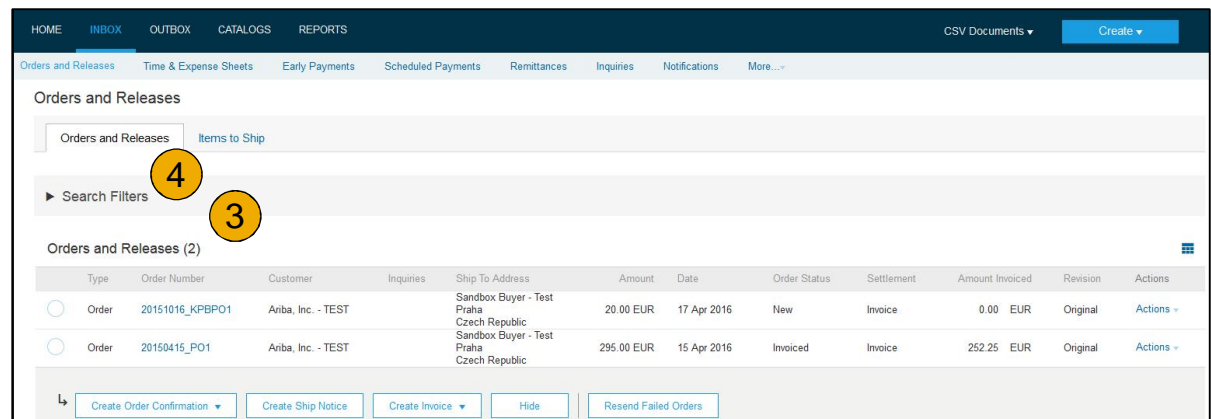 HOME INBOX OUTBOX CATALOGS REPORTS CSV Documents Create
Orders and Releases Time & Expense Sheets Early Payments Scheduled Payments Remittances Inquiries Notifications More...
Orders and Releases
Orders and Releases Items to Ship
4
Search Filters
3
Orders and Releases (2)
Type Order Number Customer Inquiries Ship To Address Amount Date Order Status Settlement Amount Invoiced Revision Actions
Sandbox Buyer - Test
Order 20151016_KPBPO1 Ariba, Inc. - TEST Praha 20.00 EUR 17 Apr 2016 New Invoice 0.00 EUR Original Actions
Czech Republic
Sandbox Buyer - Test
Order 20150415_PO1 Ariba, Inc. - TEST Praha 295.00 EUR 15 Apr 2016 Invoiced Invoice 252.25 EUR Original Actions
Czech Republic
Create Order Confirmation Create Ship Notice Create Invoice Hide Resend Failed Orders